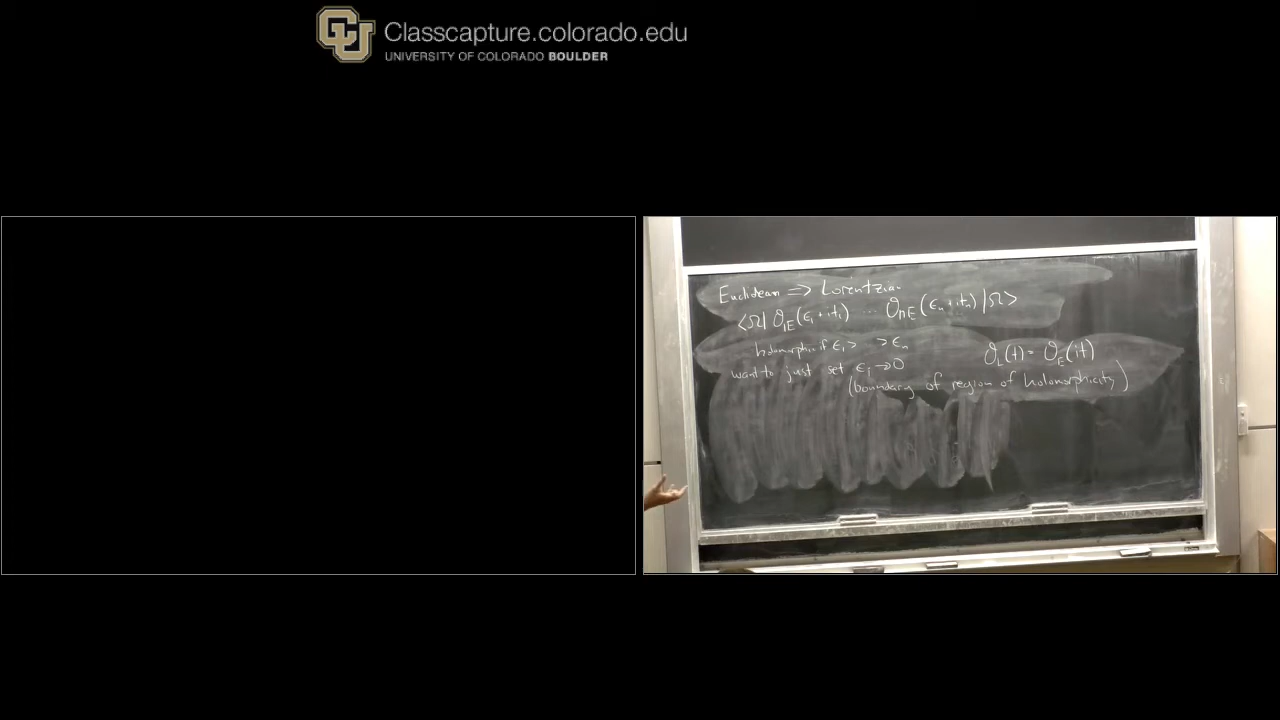 Classcapture.colorado.edu
UNIVERSITY OF COLORADO BOULDER
Euclidean ⟹ Lorentzian
⟨Ω| 𝒪₁E(ε₁+it₁) ... 𝒪nE(εn+itn) |Ω⟩
holomorphic if ε₁ > > εn
𝒪L(t) = 𝒪E(it)
want to just set εi → 0
(boundary of region of holomorphicity)